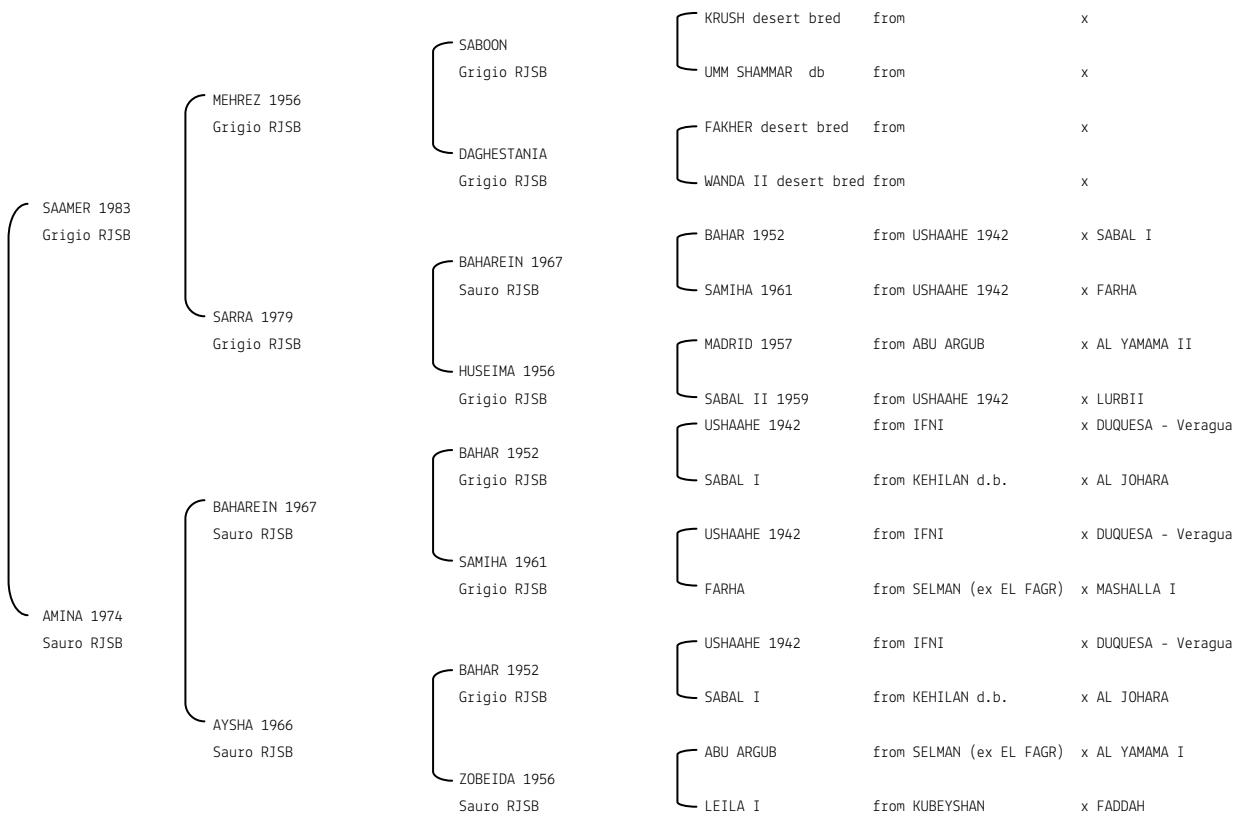 KRUSH desert bred from x
SABOON
Grigio RJSB UMM SHAMMAR db from x
MEHREZ 1956
Grigio RJSB FAKHER desert bred from x
DAGHESTANIA
Grigio RJSB WANDA II desert bred from x
SAAMER 1983
Grigio RJSB BAHAR 1952 from USHAAHE 1942 x SABAL I
BAHAREIN 1967
Sauro RJSB SAMIHA 1961 from USHAAHE 1942 x FARHA
SARRA 1979
Grigio RJSB MADRID 1957 from ABU ARGUB x AL YAMAMA II
HUSEIMA 1956
Grigio RJSB SABAL II 1959 from USHAAHE 1942 x LURBII
USHAAHE 1942 from IFNI x DUQUESA - Veragua
BAHAR 1952
Grigio RJSB SABAL I from KEHILAN d.b. x AL JOHARA
BAHAREIN 1967
Sauro RJSB USHAAHE 1942 from IFNI x DUQUESA - Veragua
SAMIHA 1961
Grigio RJSB FARHA from SELMAN (ex EL FAGR) x MASHALLA I
AMINA 1974
Sauro RJSB USHAAHE 1942 from IFNI x DUQUESA - Veragua
BAHAR 1952
Grigio RJSB SABAL I from KEHILAN d.b. x AL JOHARA
AYSHA 1966
Sauro RJSB ABU ARGUB from SELMAN (ex EL FAGR) x AL YAMAMA I
ZOBEIDA 1956
Sauro RJSB LEILA I from KUBEYSHAN x FADDAH